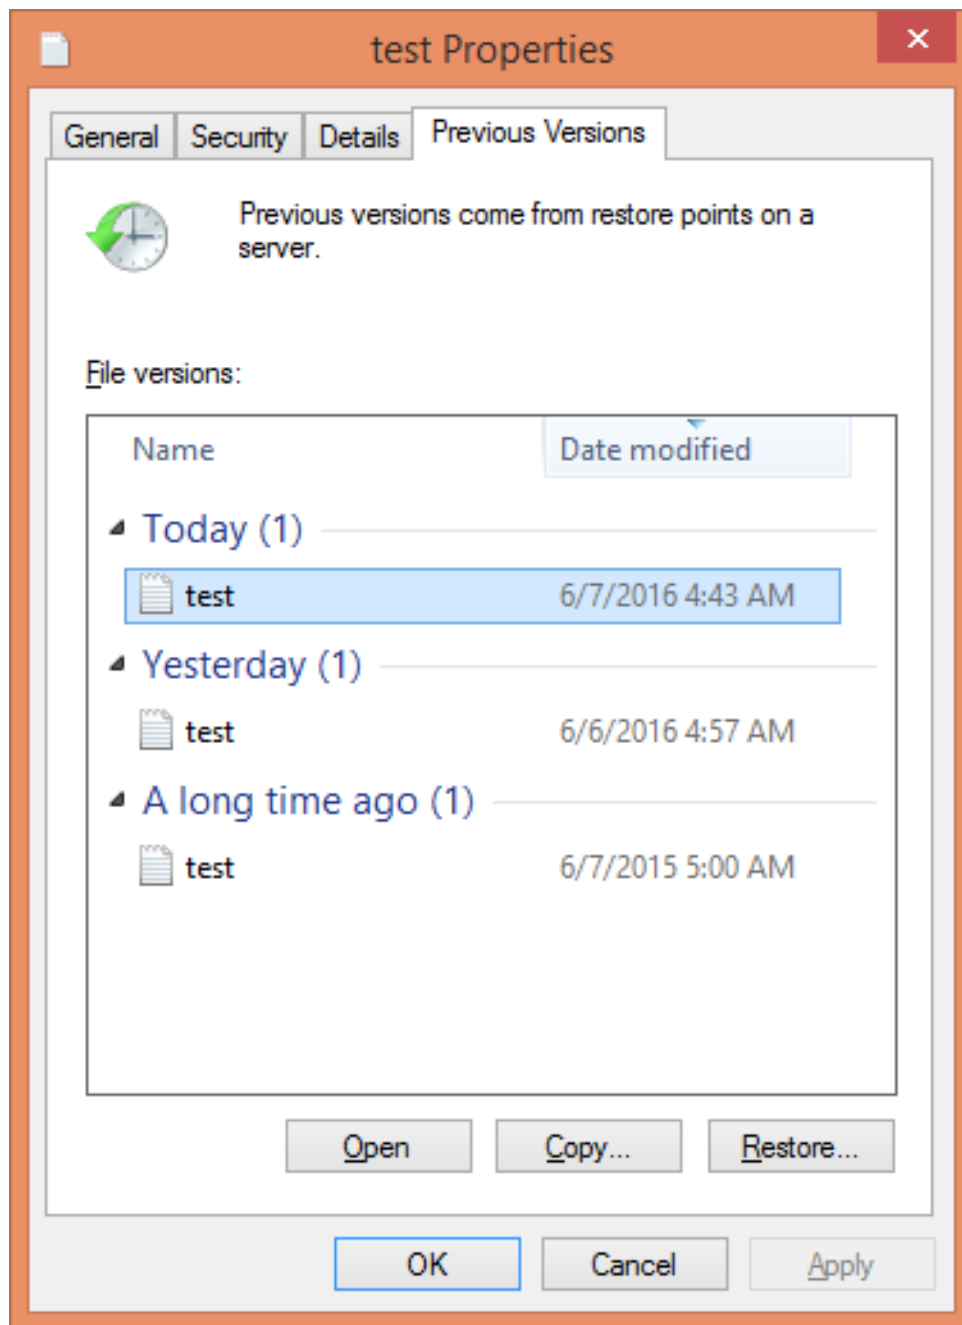 test Properties
General Security Details Previous Versions
Previous versions come from restore points on a
server.
File versions:
Name Date modified
Today (1)
test 6/7/2016 4:43 AM
Yesterday (1)
test 6/6/2016 4:57 AM
A long time ago (1)
test 6/7/2015 5:00 AM
Open Copy... Restore...
OK Cancel Apply